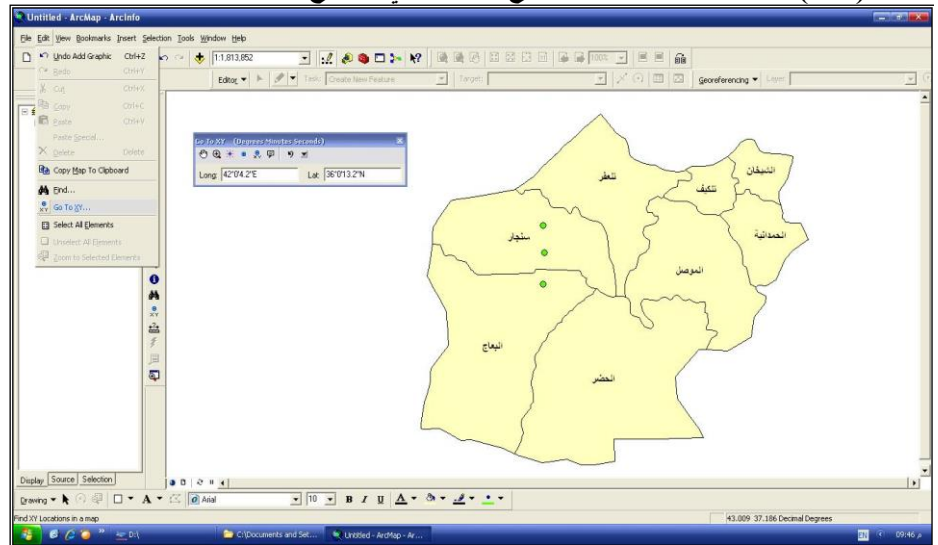 Untitled - ArcMap - ArcInfo
File Edit View Bookmarks Insert Selection Tools Window Help
Undo Add Graphic Ctrl+Z
Redo Ctrl+Y
Cut Ctrl+X
Copy Ctrl+C
Paste Ctrl+V
Paste Special...
Delete Delete
Copy Map To Clipboard
Find...
Go To XY...
Select All Elements
Unselect All Elements
Zoom to Selected Elements
1:1,813,852
100%
Editor Task: Create New Feature Target: Georeferencing Layer:
Go To XY (Degrees Minutes Seconds)
Long: 42°0'4.2"E Lat: 36°0'13.2"N
الشيخان
تلكيف
تلعفر
الحمدانية
سنجار
الموصل
البعاج
الحضر
Display Source Selection
Drawing A Arial 10 B I U A
Find XY Locations in a map
43.009 37.186 Decimal Degrees
D:\ C:\Documents and Set... Untitled - ArcMap - Ar... EN 09:46 م